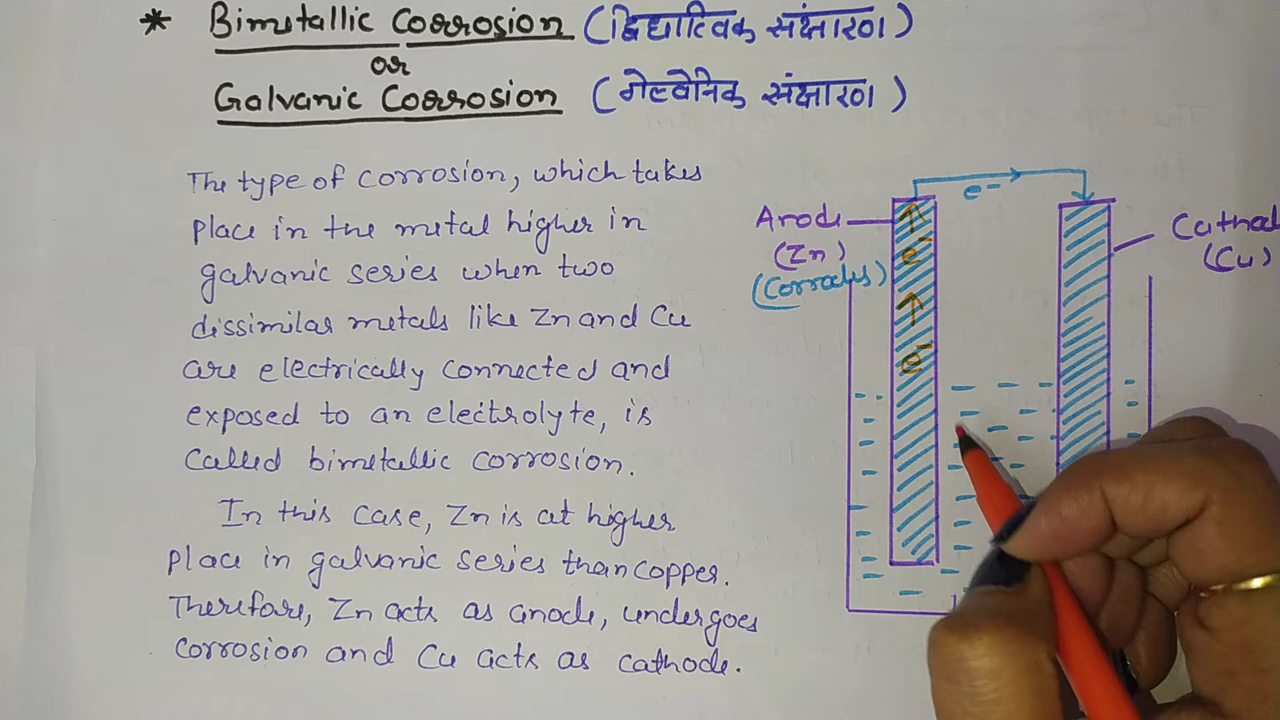 * Bimetallic Corrosion (द्विधात्विक संक्षारण)
or
Galvanic Corrosion (गेल्वेनिक संक्षारण)
The type of corrosion, which takes
place in the metal higher in
galvanic series when two
dissimilar metals like Zn and Cu
are electrically connected and
exposed to an electrolyte, is
called bimetallic corrosion.
In this case, Zn is at higher
place in galvanic series than copper.
Therefore, Zn acts as anode, undergoes
corrosion and Cu acts as cathode.
e-
Anode
(Zn)
(Corrodes)
e-
e-
Cathod
(Cu)